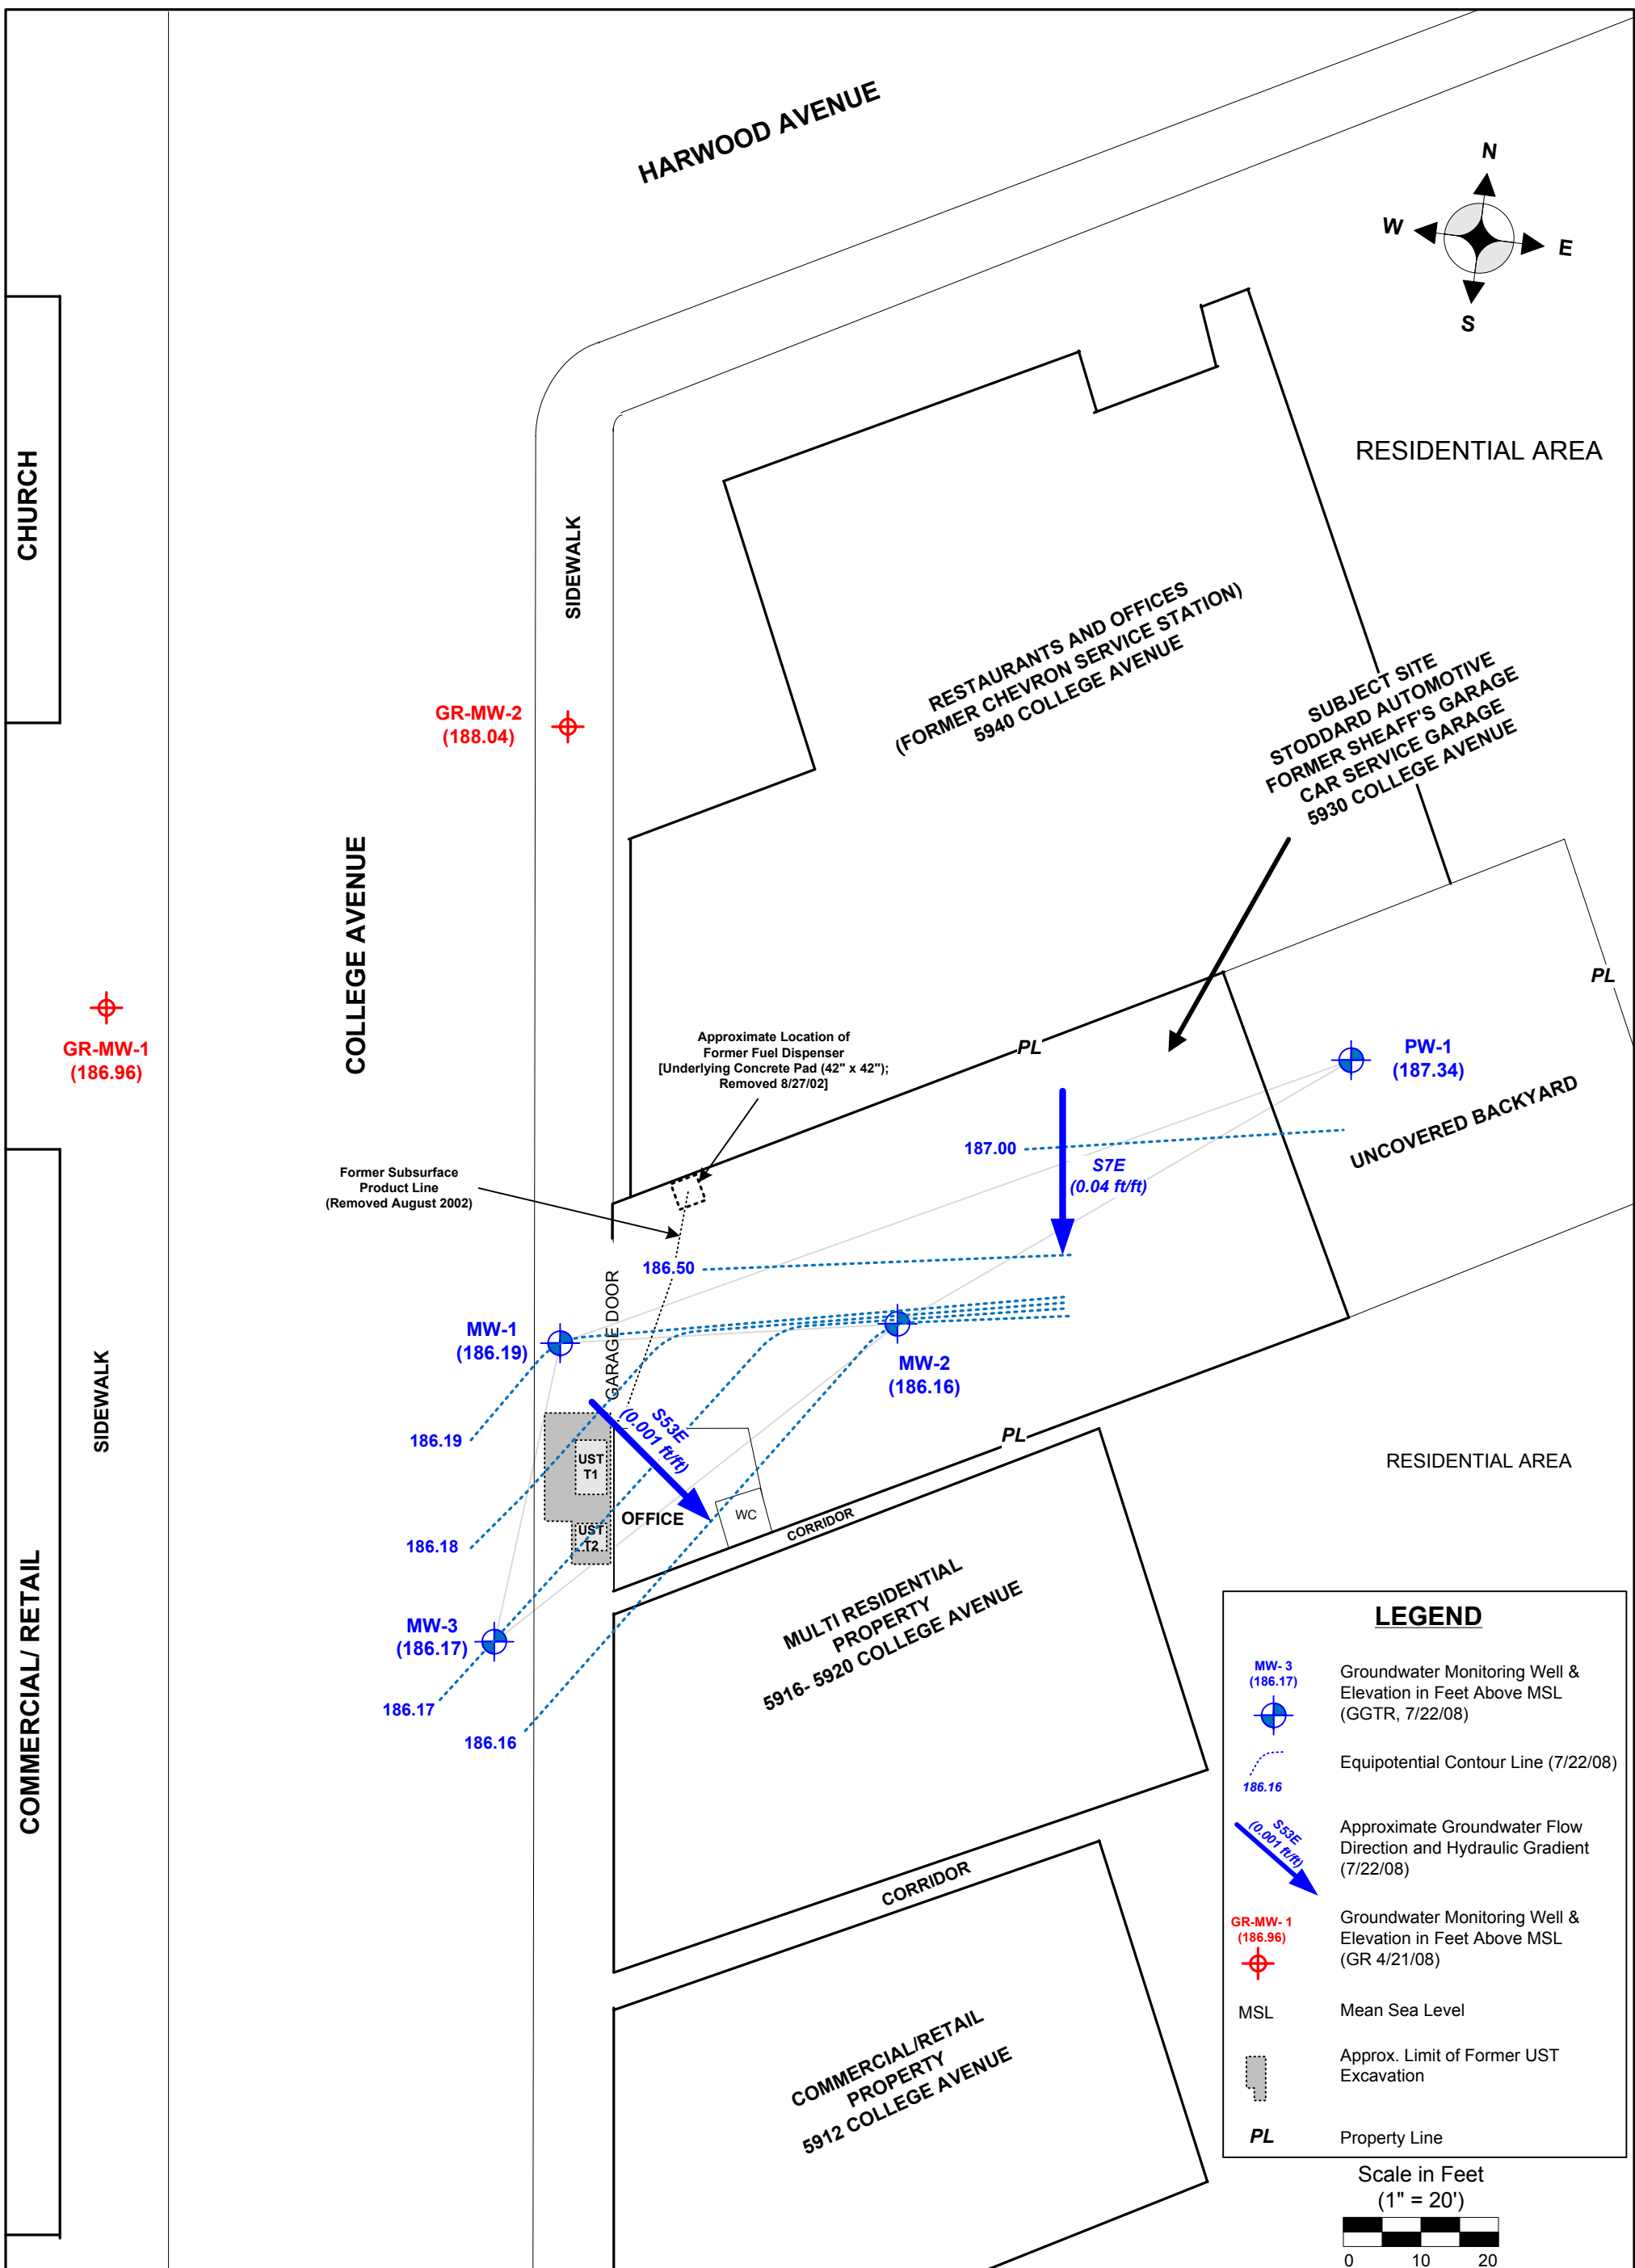 HARWOOD AVENUE
N
W
E
S
CHURCH
RESIDENTIAL AREA
SIDEWALK
RESTAURANTS AND OFFICES
(FORMER CHEVRON SERVICE STATION)
5940 COLLEGE AVENUE
SUBJECT SITE
STODDARD AUTOMOTIVE
FORMER SHEAFF'S GARAGE
CAR SERVICE GARAGE
5930 COLLEGE AVENUE
GR-MW-2
(188.04)
COLLEGE AVENUE
GR-MW-1
(186.96)
PL
Approximate Location of
Former Fuel Dispenser
[Underlying Concrete Pad (42" x 42");
Removed 8/27/02]
PL
PW-1
(187.34)
UNCOVERED BACKYARD
187.00
S7E
(0.04 ft/ft)
Former Subsurface
Product Line
(Removed August 2002)
186.50
GARAGE DOOR
MW-1
(186.19)
MW-2
(186.16)
SIDEWALK
186.19
S53E
(0.001 ft/ft)
PL
RESIDENTIAL AREA
UST
T1
OFFICE
WC
CORRIDOR
UST
T2
186.18
COMMERCIAL/ RETAIL
MW-3
(186.17)
186.17
186.16
MULTI RESIDENTIAL
PROPERTY
5916- 5920 COLLEGE AVENUE
CORRIDOR
COMMERCIAL/RETAIL
PROPERTY
5912 COLLEGE AVENUE
LEGEND
MW- 3
(186.17)
Groundwater Monitoring Well &
Elevation in Feet Above MSL
(GGTR, 7/22/08)
186.16
Equipotential Contour Line (7/22/08)
S53E
(0.001 ft/ft)
Approximate Groundwater Flow
Direction and Hydraulic Gradient
(7/22/08)
GR-MW- 1
(186.96)
Groundwater Monitoring Well &
Elevation in Feet Above MSL
(GR 4/21/08)
MSL
Mean Sea Level
Approx. Limit of Former UST
Excavation
PL
Property Line
Scale in Feet
(1" = 20')
0 10 20